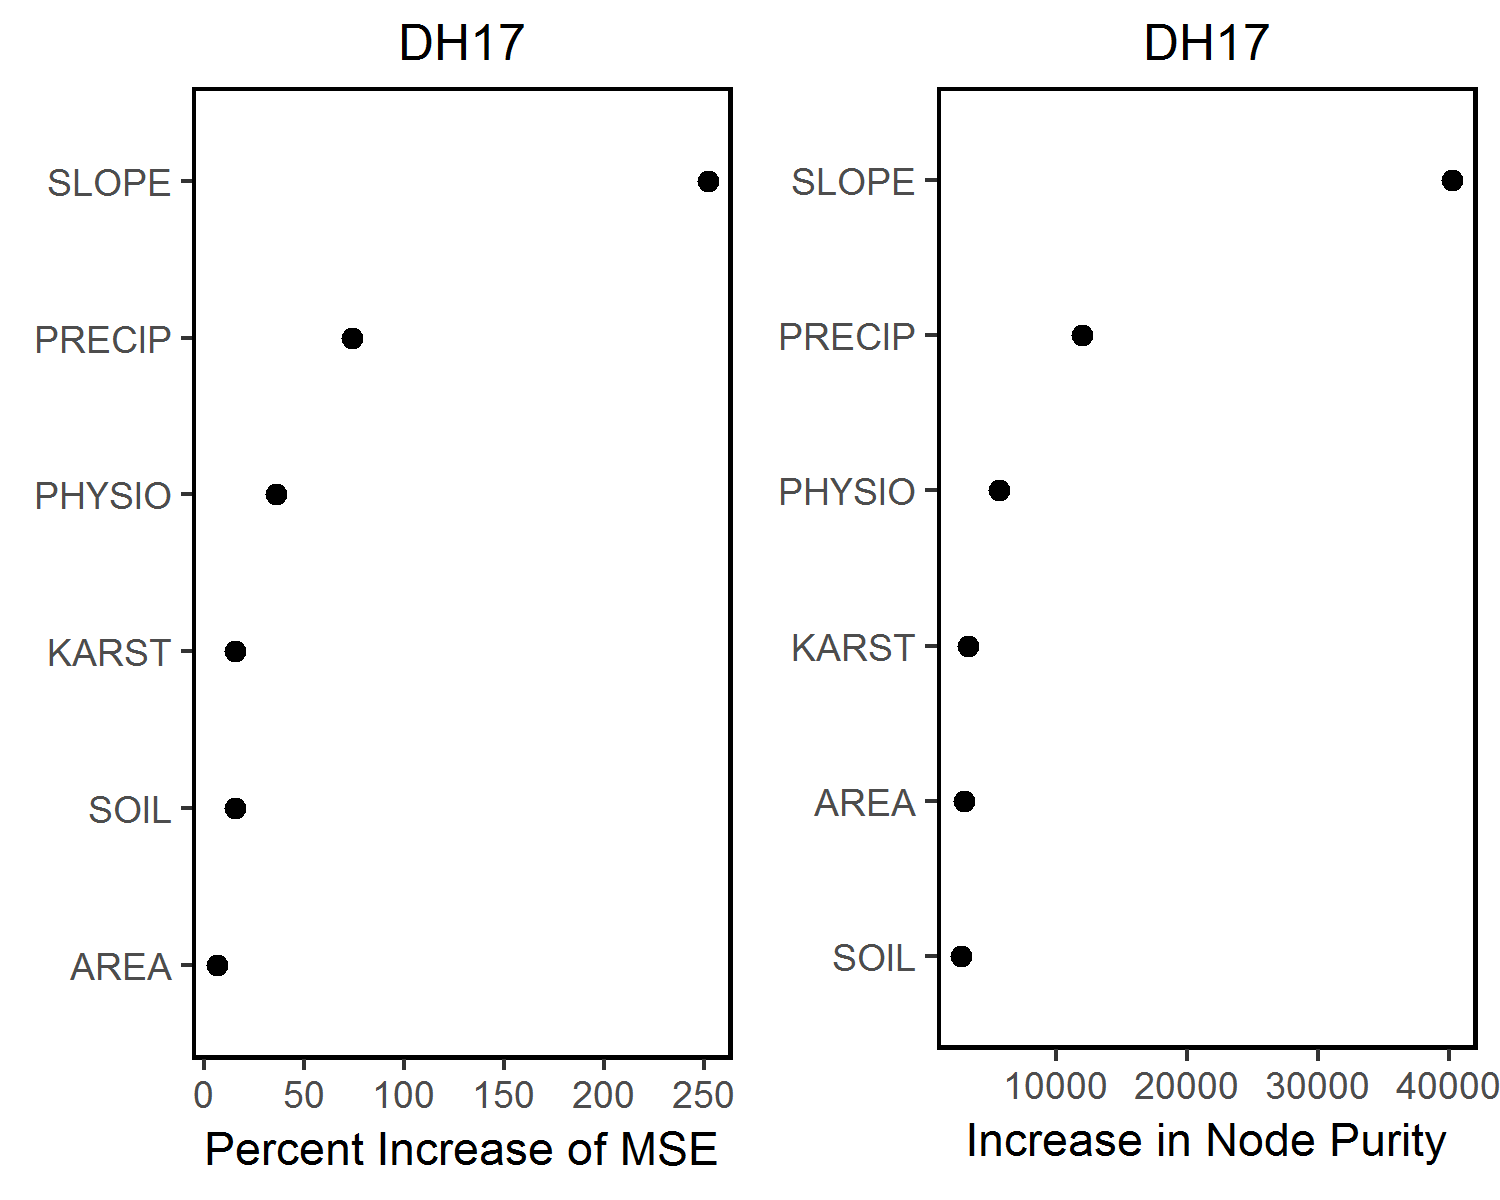 DH17
SLOPE
PRECIP
PHYSIO
KARST
SOIL
AREA
0 50 100 150 200 250
Percent Increase of MSE
DH17
SLOPE
PRECIP
PHYSIO
KARST
AREA
SOIL
10000 20000 30000 40000
Increase in Node Purity